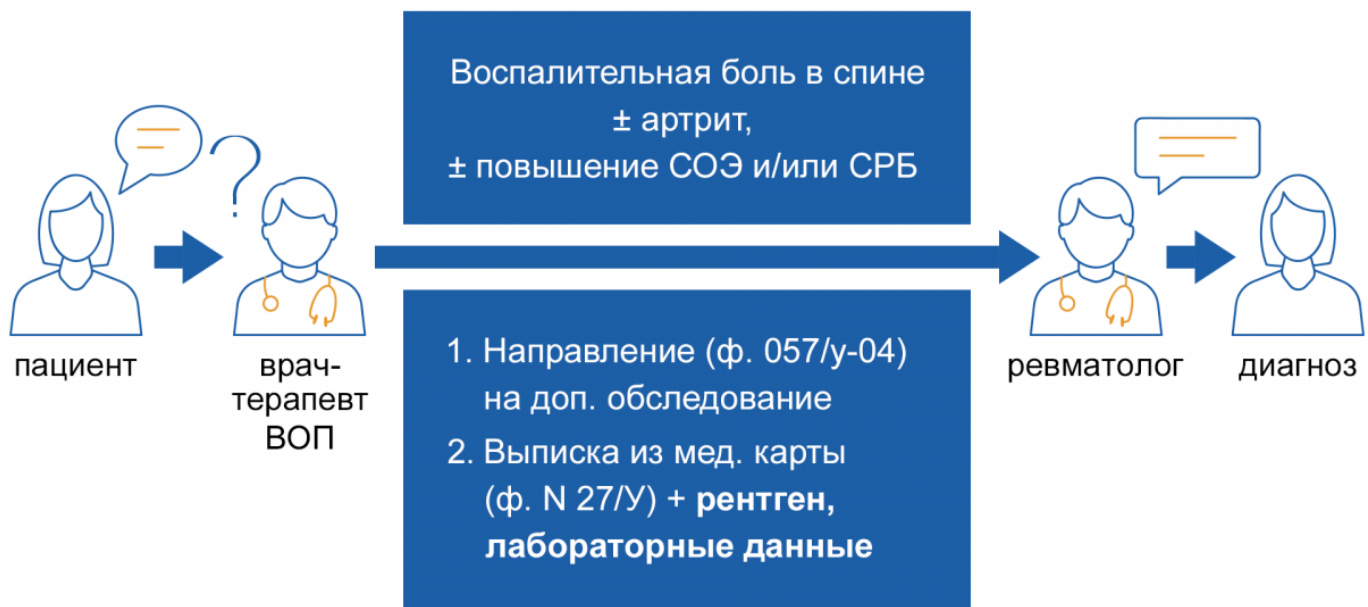 Воспалительная боль в спине
± артрит,
± повышение СОЭ и/или СРБ
?
пациент
врач-
терапевт
ВОП
1. Направление (ф. 057/у-04)
на доп. обследование
2. Выписка из мед. карты
(ф. N 27/У) + рентген,
лабораторные данные
ревматолог
диагноз